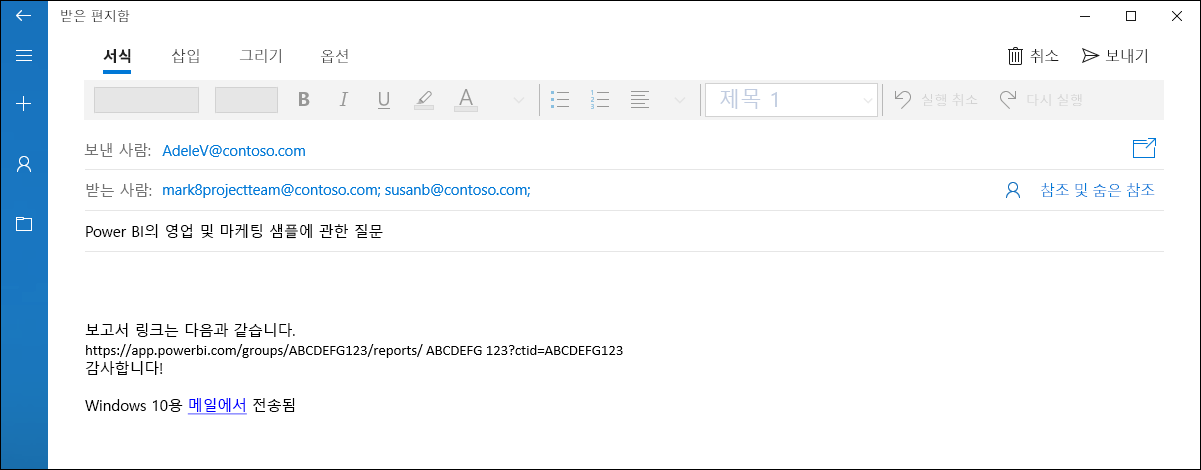 받은 편지함
서식 삽입 그리기 옵션 취소 보내기
B I U A 제목 1 실행 취소 다시 실행
보낸 사람: AdeleV@contoso.com
받는 사람: mark8projectteam@contoso.com; susanb@contoso.com; 참조 및 숨은 참조
Power BI의 영업 및 마케팅 샘플에 관한 질문
보고서 링크는 다음과 같습니다.
https://app.powerbi.com/groups/ABCDEFG123/reports/ ABCDEFG 123?ctid=ABCDEFG123
감사합니다!
Windows 10용 메일에서 전송됨